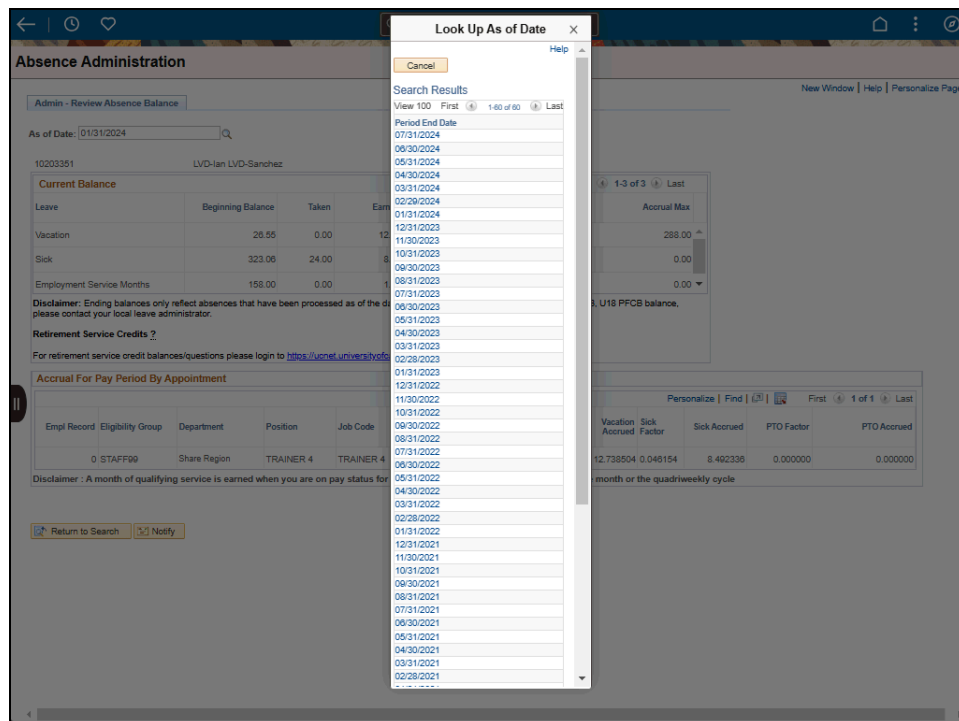 Look Up As of Date
Help
Cancel
Search Results
View 100 First 1-60 of 60 Last
Period End Date
07/31/2024
06/30/2024
05/31/2024
04/30/2024
03/31/2024
02/29/2024
01/31/2024
12/31/2023
11/30/2023
10/31/2023
09/30/2023
08/31/2023
07/31/2023
06/30/2023
05/31/2023
04/30/2023
03/31/2023
02/28/2023
01/31/2023
12/31/2022
11/30/2022
10/31/2022
09/30/2022
08/31/2022
07/31/2022
06/30/2022
05/31/2022
04/30/2022
03/31/2022
02/28/2022
01/31/2022
12/31/2021
11/30/2021
10/31/2021
09/30/2021
08/31/2021
07/31/2021
06/30/2021
05/31/2021
04/30/2021
03/31/2021
02/28/2021
Absence Administration
New Window | Help | Personalize Page
Admin - Review Absence Balance
As of Date: 01/31/2024
10203351 LVD-Ian LVD-Sanchez
Current Balance 1-3 of 3 Last
Leave Beginning Balance Taken Earn Accrual Max
Vacation 26.55 0.00 12. 288.00
Sick 323.06 24.00 8. 0.00
Employment Service Months 158.00 0.00 1. 0.00
Disclaimer: Ending balances only reflect absences that have been processed as of the da , U18 PFCB balance,
please contact your local leave administrator.
Retirement Service Credits ?
For retirement service credit balances/questions please login to https://ucnet.universityofc
Accrual For Pay Period By Appointment
Personalize | Find | First 1 of 1 Last
Empl Record Eligibility Group Department Position Job Code Vacation Accrued Sick Factor Sick Accrued PTO Factor PTO Accrued
0 STAFF99 Share Region TRAINER 4 TRAINER 4 12.738504 0.046154 8.492336 0.000000 0.000000
Disclaimer : A month of qualifying service is earned when you are on pay status for month or the quadriweekly cycle
Return to Search Notify